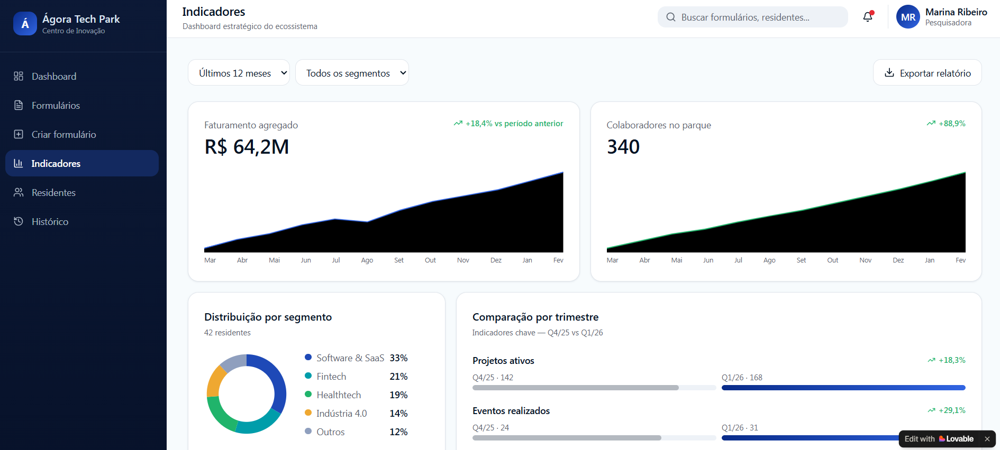 Á
Ágora Tech Park
Centro de Inovação
Dashboard
Formulários
Criar formulário
Indicadores
Residentes
Histórico
Indicadores
Dashboard estratégico do ecossistema
Buscar formulários, residentes...
MR
Marina Ribeiro
Pesquisadora
Últimos 12 meses
Todos os segmentos
Exportar relatório
Faturamento agregado
+18,4% vs período anterior
R$ 64,2M
Mar Abr Mai Jun Jul Ago Set Out Nov Dez Jan Fev
Colaboradores no parque
+88,9%
340
Mar Abr Mai Jun Jul Ago Set Out Nov Dez Jan Fev
Distribuição por segmento
42 residentes
Software & SaaS 33%
Fintech 21%
Healthtech 19%
Indústria 4.0 14%
Outros 12%
Comparação por trimestre
Indicadores chave — Q4/25 vs Q1/26
Projetos ativos +18,3%
Q4/25 · 142 Q1/26 · 168
Eventos realizados +29,1%
Q4/25 · 24 Q1/26 · 31
Edit with Lovable